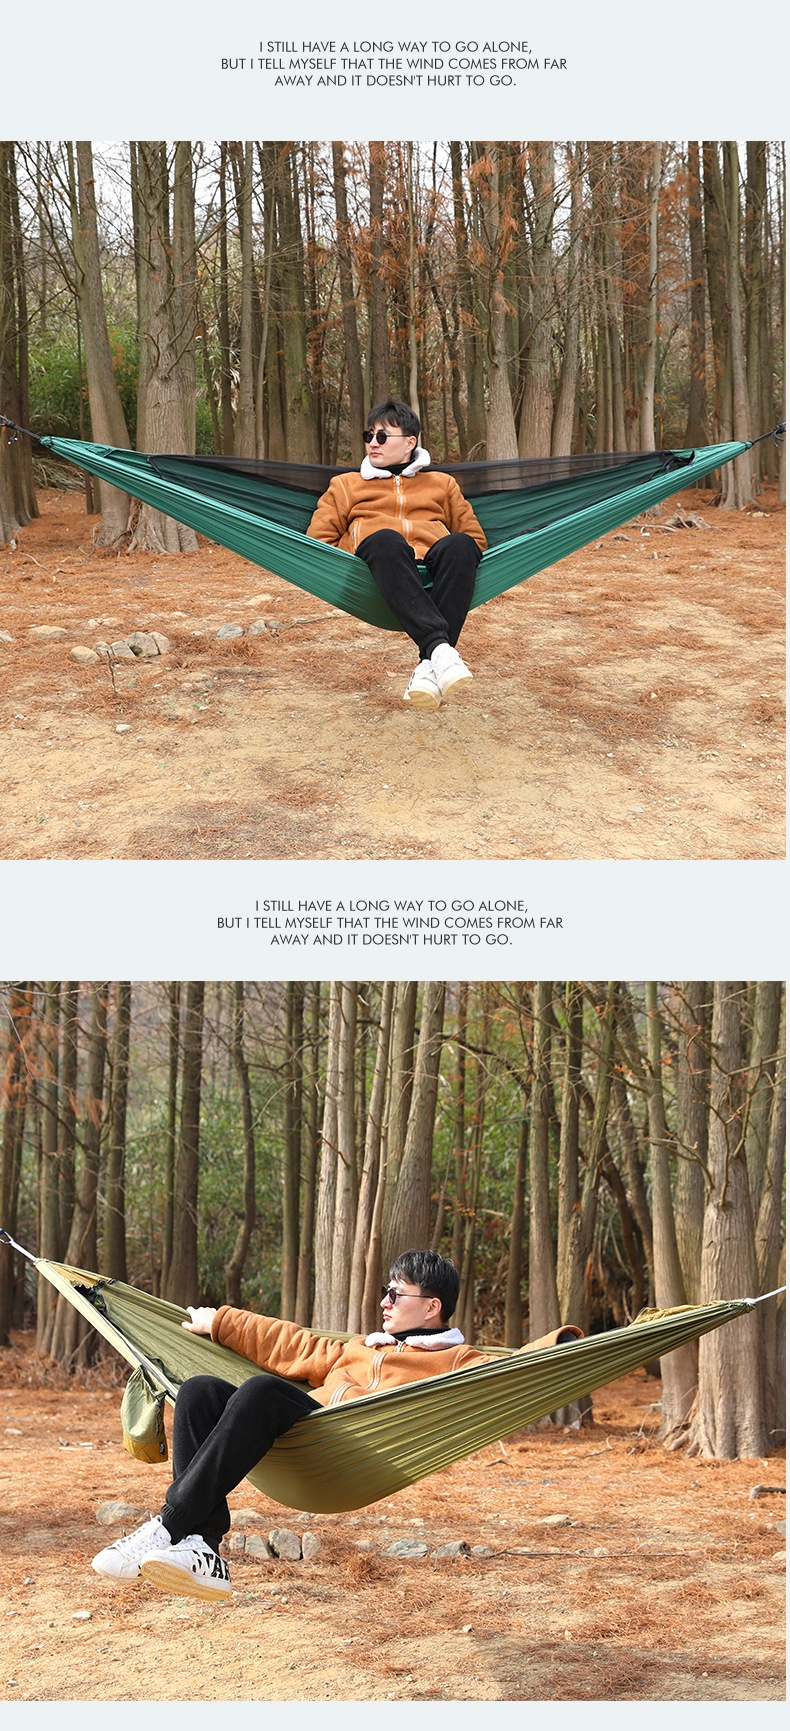 I STILL HAVE A LONG WAY TO GO ALONE,
BUT I TELL MYSELF THAT THE WIND COMES FROM FAR
AWAY AND IT DOESN'T HURT TO GO.
I STILL HAVE A LONG WAY TO GO ALONE,
BUT I TELL MYSELF THAT THE WIND COMES FROM FAR
AWAY AND IT DOESN'T HURT TO GO.